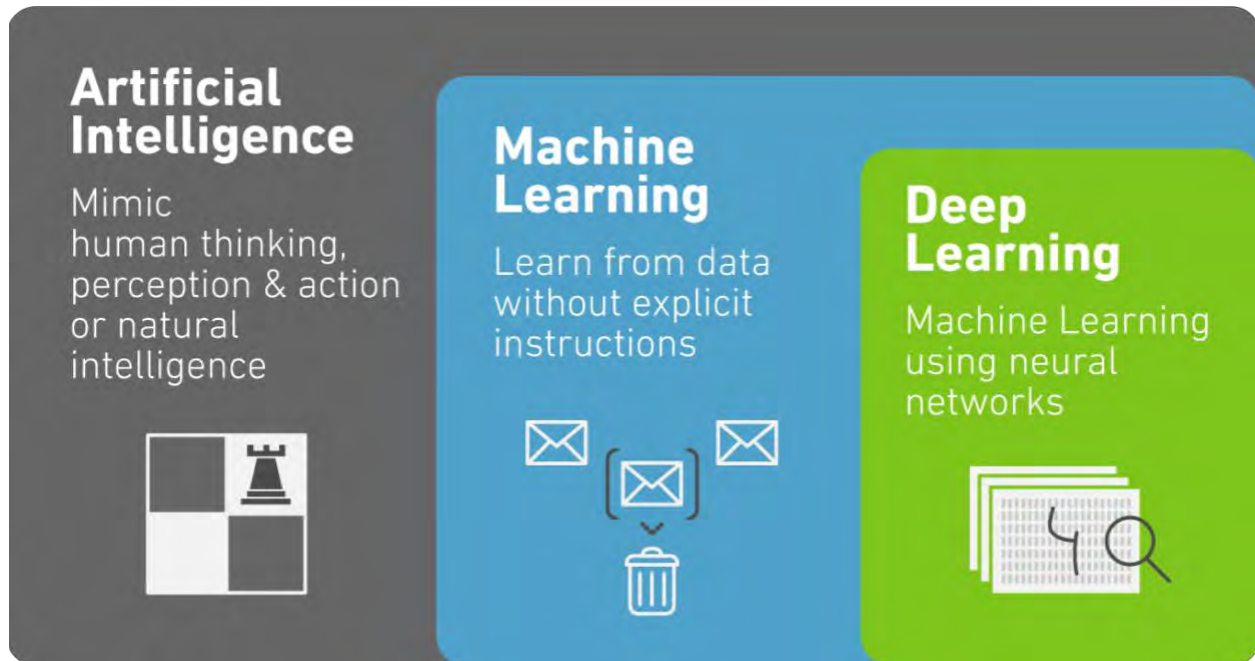 Artificial
Intelligence
Mimic
human thinking,
perception & action
or natural
intelligence
Machine
Learning
Learn from data
without explicit
instructions
Deep
Learning
Machine Learning
using neural
networks
4